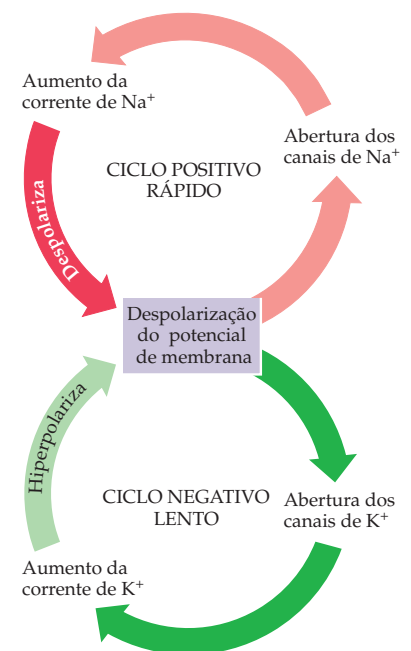 Aumento da
corrente de Na⁺
Abertura dos
canais de Na⁺
CICLO POSITIVO
RÁPIDO
Despolariza
Despolarização
do potencial
de membrana
Hiperpolariza
CICLO NEGATIVO
LENTO
Abertura dos
canais de K⁺
Aumento da
corrente de K⁺